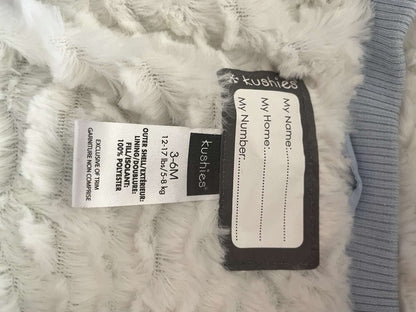 kushies
My Name:
My Home:
My Number:
kushies
3-6M
12-17 lbs/5-8 kg
OUTER SHELL/EXTÉRIEUR:
LINING/DOUBLURE:
FILL/ISOLANT:
100% POLYESTER
EXCLUSIVE OF TRIM
GARNITURE NON COMPRISE